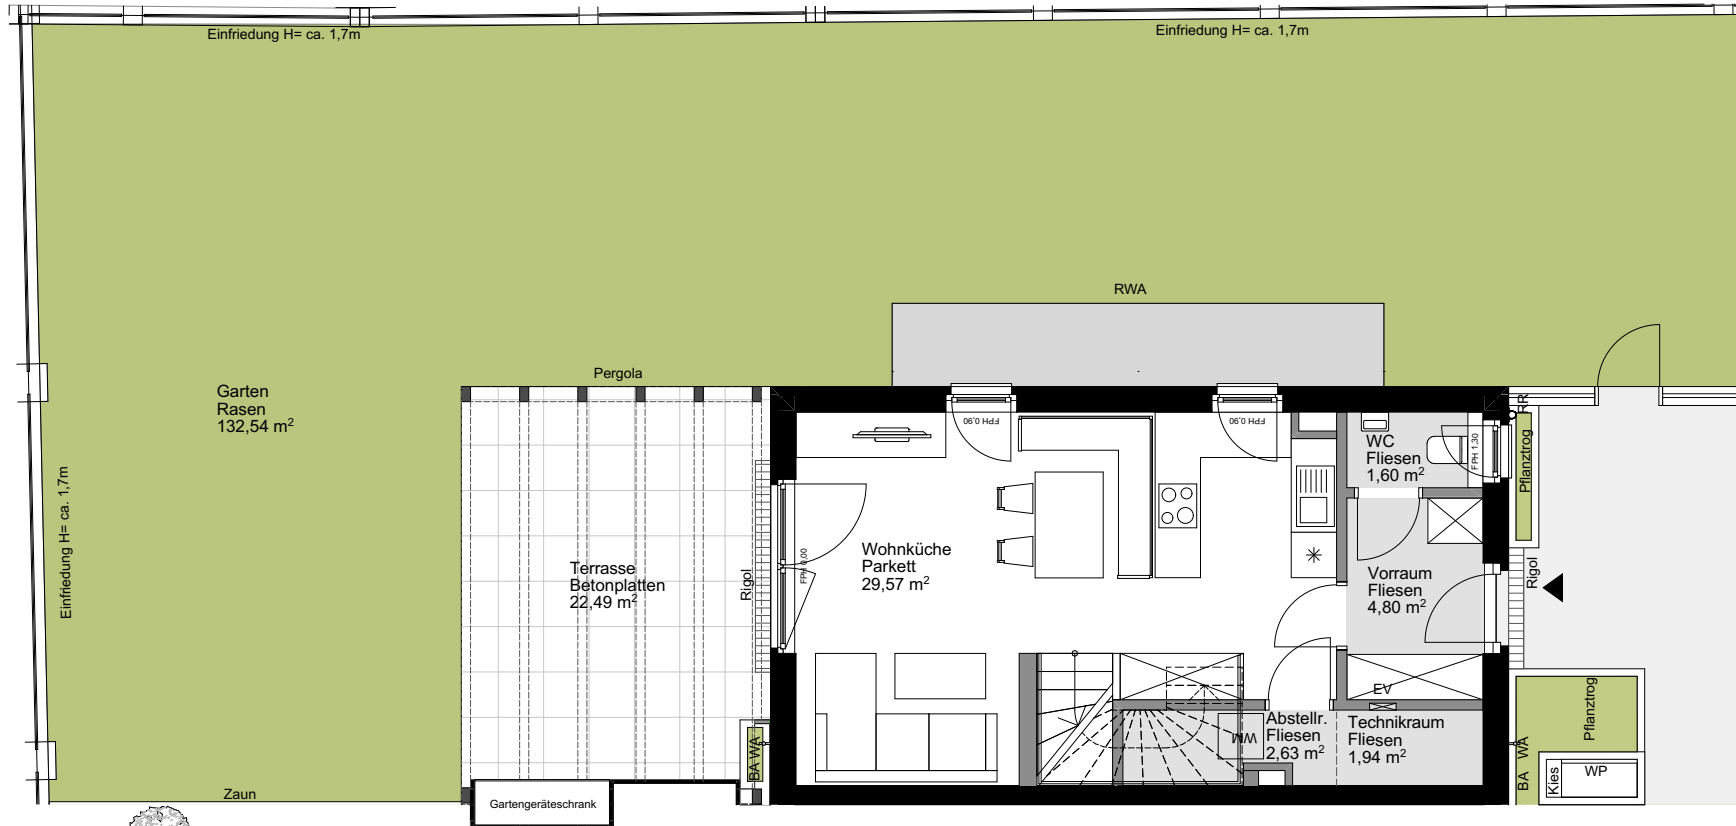 Einfriedung H= ca. 1,7m
Einfriedung H= ca. 1,7m
RWA
Pergola
Garten
Rasen
132,54 m²
Einfriedung H= ca. 1,7m
Terrasse
Betonplatten
22,49 m²
Rigol
FPH 0,00
Wohnküche
Parkett
29,57 m²
FPH 0,90
FPH 0,90
WC
Fliesen
1,60 m²
FPH 1,30
RR
Pflanztrog
Vorraum
Fliesen
4,80 m²
Rigol
EV
Abstellr.
Fliesen
2,63 m²
WM
Technikraum
Fliesen
1,94 m²
Pflanztrog
BA WA
BA WA
Kies
WP
Zaun
Gartengeräteschrank